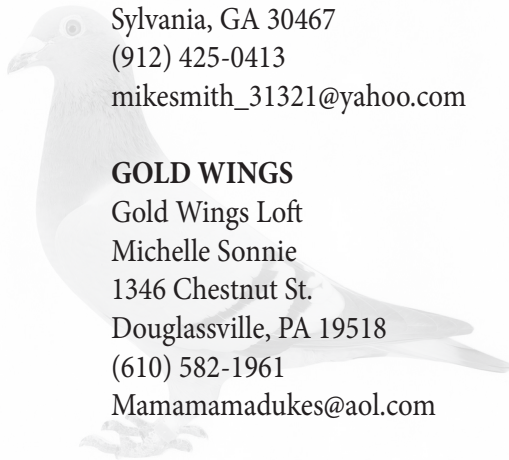 Sylvania, GA 30467
(912) 425-0413
mikesmith_31321@yahoo.com
GOLD WINGS
Gold Wings Loft
Michelle Sonnie
1346 Chestnut St.
Douglassville, PA 19518
(610) 582-1961
Mamamamadukes@aol.com